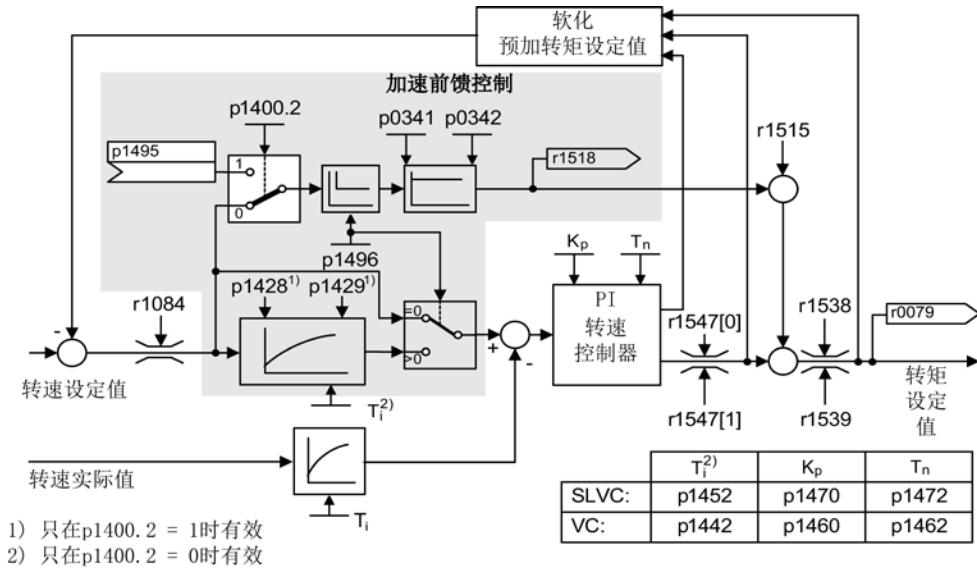 软化
预加转矩设定值
加速前馈控制
p1400.2
p0341
p0342
r1515
p1495
r1518
1
0
p1496
Kp
Tn
p1428¹⁾
p1429¹⁾
r1084
=0
>0
PI
转速
控制器
r1547[0]
r1538
r0079
-
+
-
转速设定值
Ti²⁾
r1547[1]
r1539
转矩
设定
值
转速实际值
Ti
Ti²⁾ Kp Tn
SLVC: p1452 p1470 p1472
VC: p1442 p1460 p1462
1) 只在p1400.2 = 1时有效
2) 只在p1400.2 = 0时有效